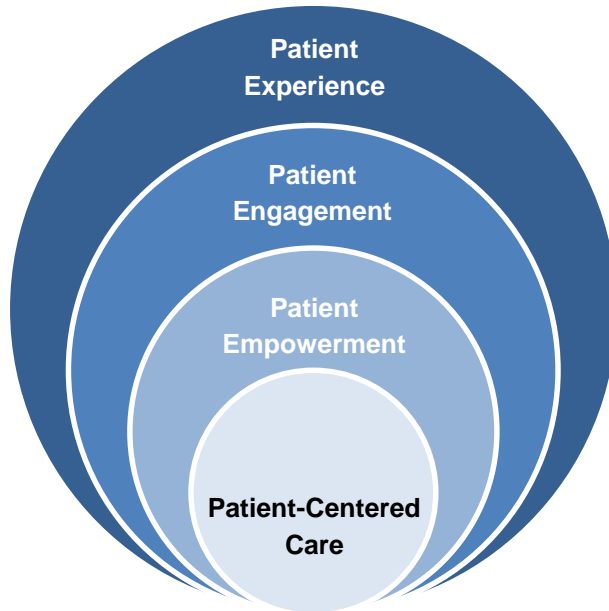 Patient
Experience
Patient
Engagement
Patient
Empowerment
Patient-Centered
Care